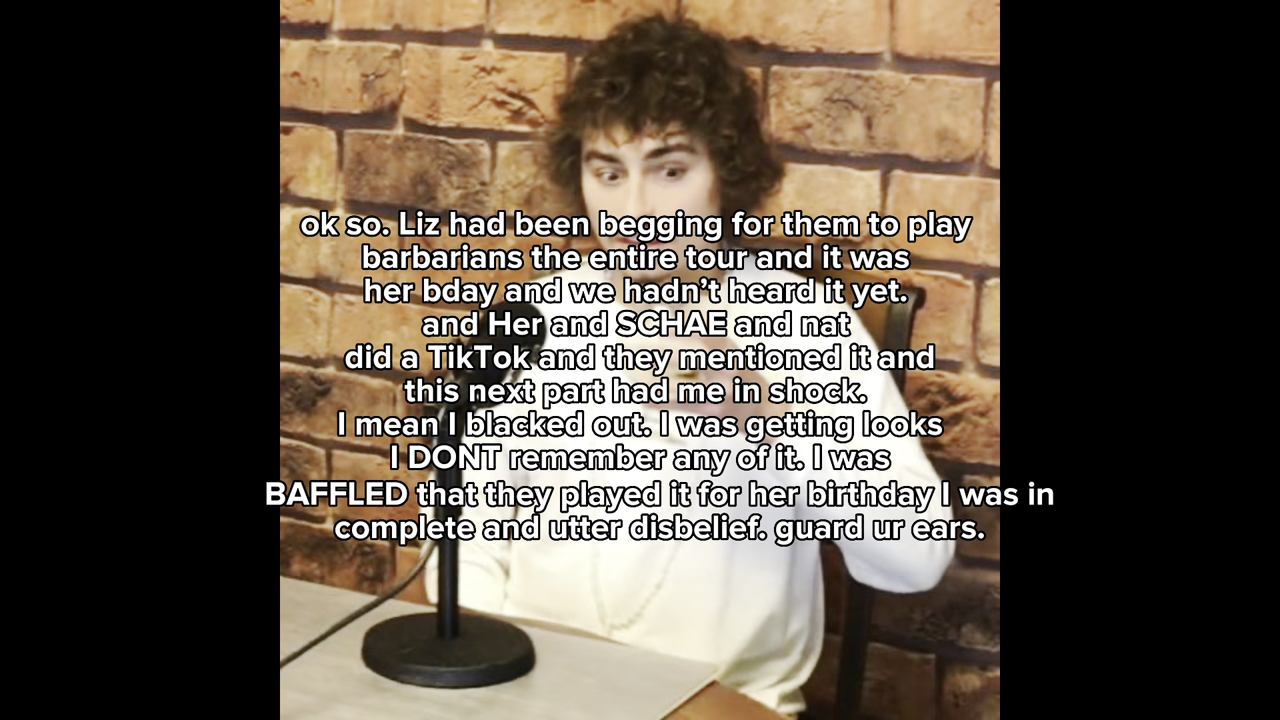 ok so. Liz had been begging for them to play
barbarians the entire tour and it was
her bday and we hadn’t heard it yet.
and Her and SCHAE and nat
did a TikTok and they mentioned it and
this next part had me in shock.
I mean I blacked out. I was getting looks
I DONT remember any of it. I was
BAFFLED that they played it for her birthday I was in
complete and utter disbelief. guard ur ears.